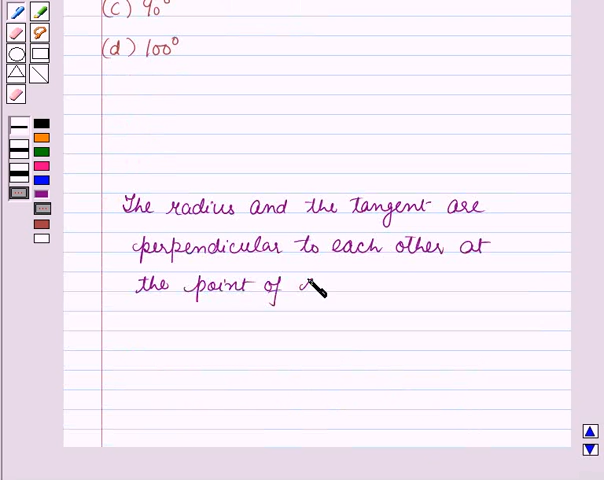 (c) 90°
(d) 100°
The radius and the tangent are
perpendicular to each other at
the point of